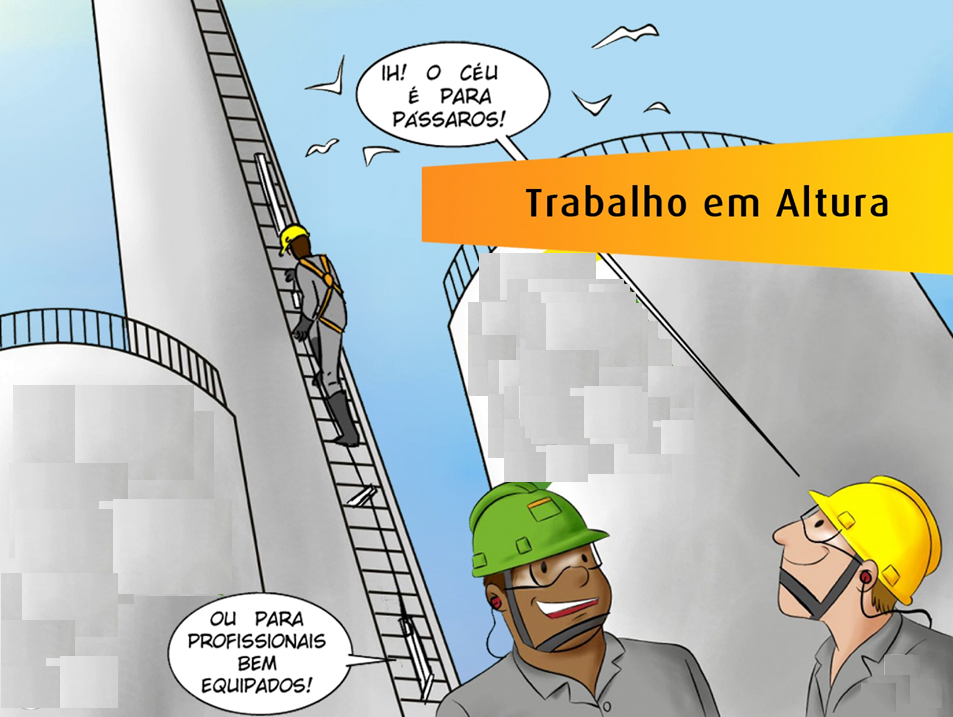 IH! O CÉU
É PARA
PÁSSAROS!
Trabalho em Altura
OU PARA
PROFISSIONAIS
BEM
EQUIPADOS!